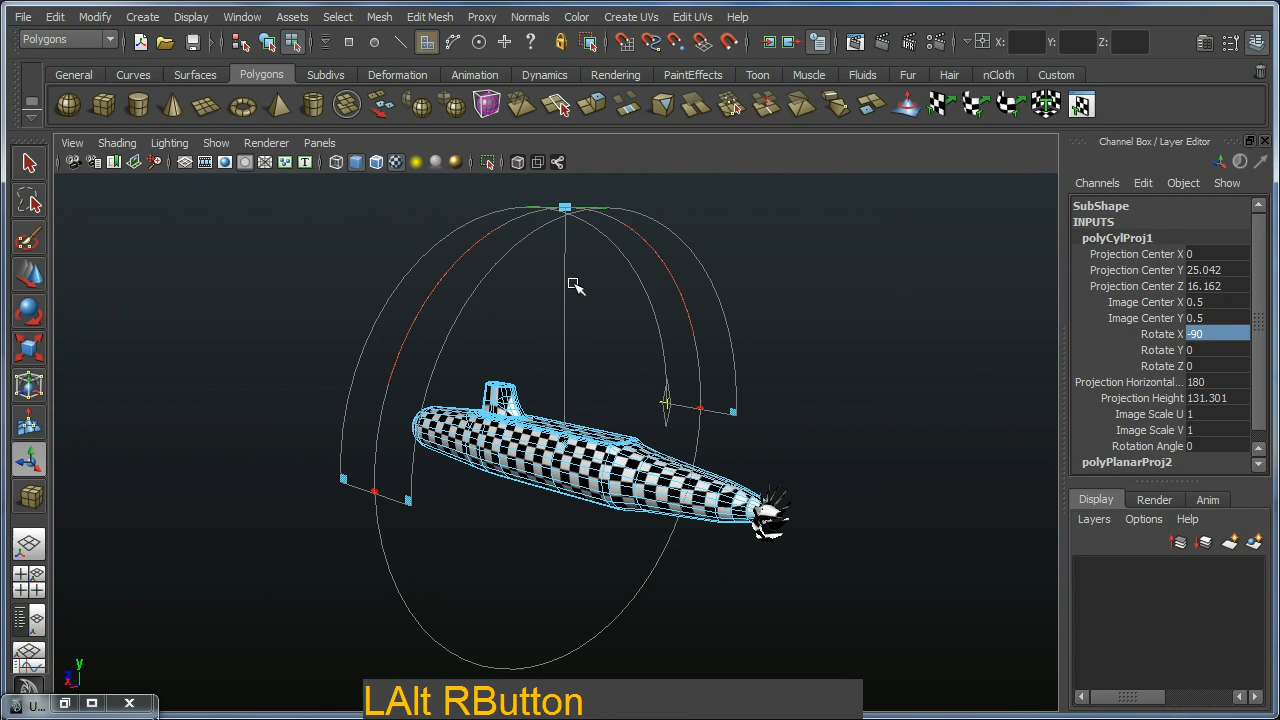 File Edit Modify Create Display Window Assets Select Mesh Edit Mesh Proxy Normals Color Create UVs Edit UVs Help
Polygons X: Y: Z:
General Curves Surfaces Polygons Subdivs Deformation Animation Dynamics Rendering PaintEffects Toon Muscle Fluids Fur Hair nCloth Custom
View Shading Lighting Show Renderer Panels
Channel Box / Layer Editor
Channels Edit Object Show
SubShape
INPUTS
polyCylProj1
Projection Center X 0
Projection Center Y 25.042
Projection Center Z 16.162
Image Center X 0.5
Image Center Y 0.5
Rotate X -90
Rotate Y 0
Rotate Z 0
Projection Horizontal... 180
Projection Height 131.301
Image Scale U 1
Image Scale V 1
Rotation Angle 0
polyPlanarProj2
Display Render Anim
Layers Options Help
y
z
U...
LAlt RButton